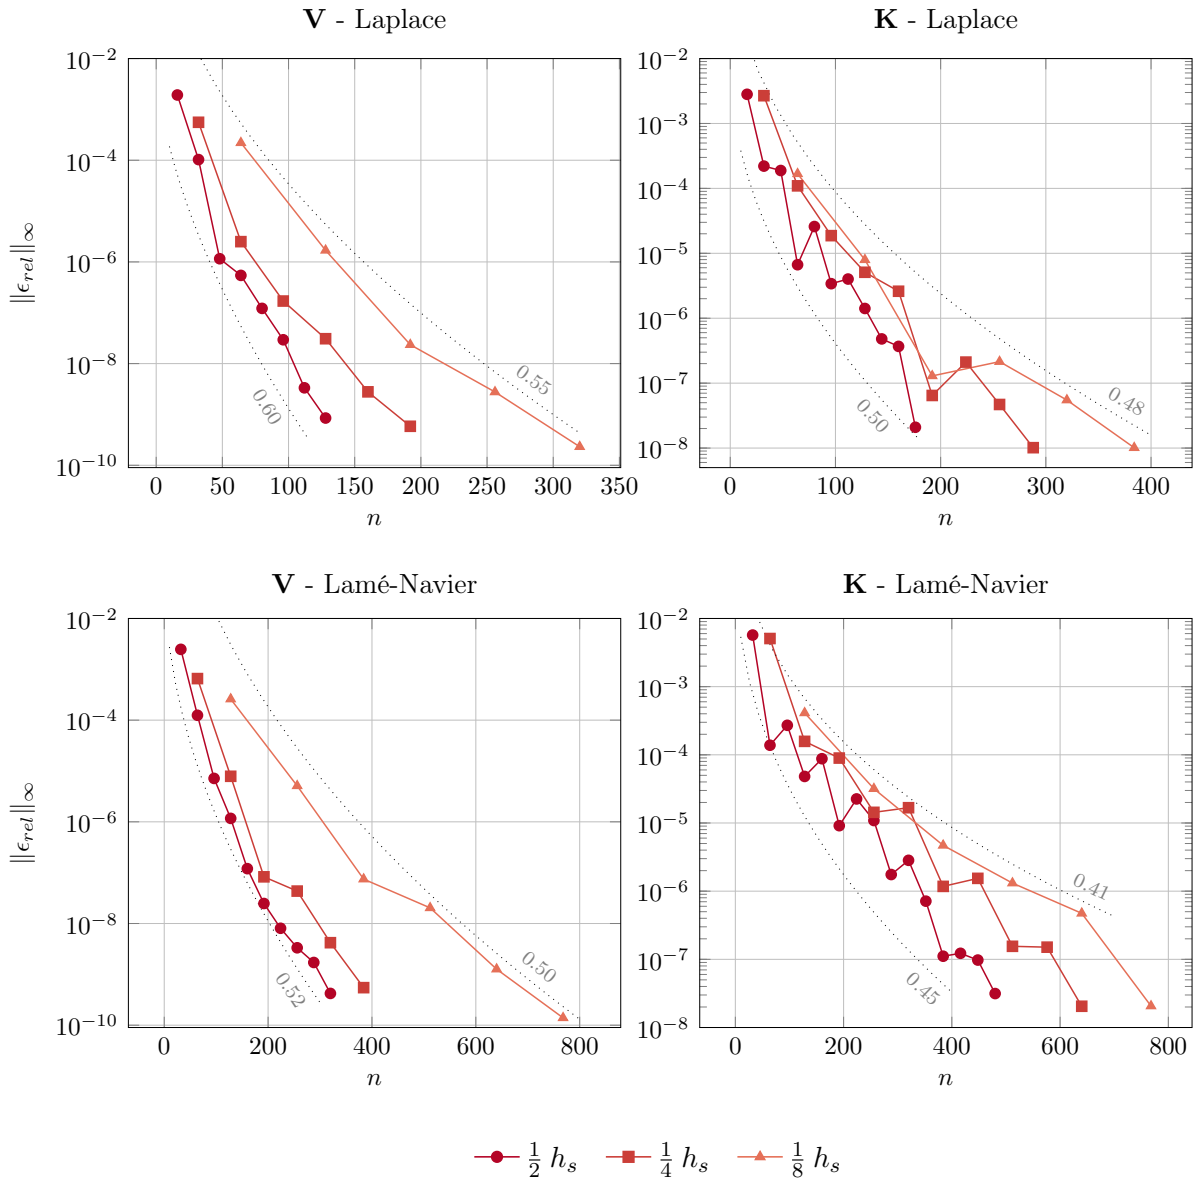 V - Laplace
K - Laplace
10⁻² 10⁻⁴ 10⁻⁶ 10⁻⁸ 10⁻¹⁰
‖ϵ_rel‖_∞
0.60
0.55
0 50 100 150 200 250 300 350
n
10⁻² 10⁻³ 10⁻⁴ 10⁻⁵ 10⁻⁶ 10⁻⁷ 10⁻⁸
0.50
0.48
0 100 200 300 400
n
V - Lamé-Navier
K - Lamé-Navier
10⁻² 10⁻⁴ 10⁻⁶ 10⁻⁸ 10⁻¹⁰
‖ϵ_rel‖_∞
0.52
0.50
0 200 400 600 800
n
10⁻² 10⁻³ 10⁻⁴ 10⁻⁵ 10⁻⁶ 10⁻⁷ 10⁻⁸
0.45
0.41
0 200 400 600 800
n
1/2 h_s 1/4 h_s 1/8 h_s